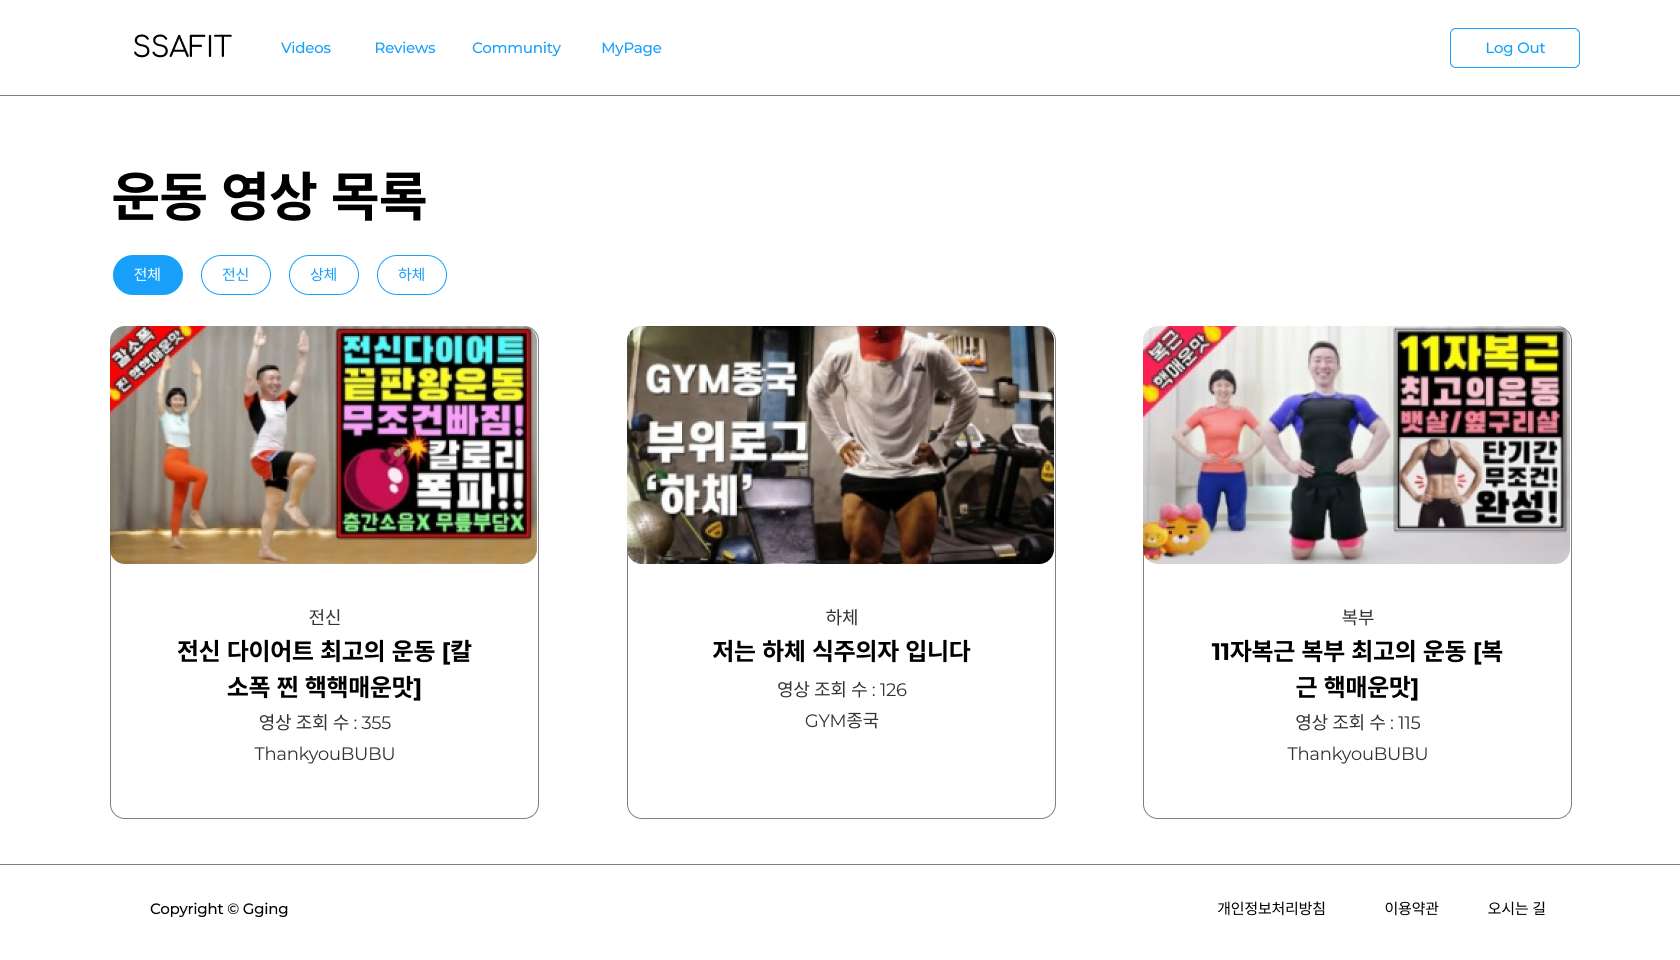 SSAFIT
Videos
Reviews
Community
MyPage
Log Out
운동 영상 목록
전체
전신
상체
하체
칼소폭
찐 핵핵매운맛
전신다이어트
끝판왕운동
무조건빠짐!
칼로리
폭파!!
층간소음X 무릎부담X
전신
전신 다이어트 최고의 운동 [칼
소폭 찐 핵핵매운맛]
영상 조회 수 : 355
ThankyouBUBU
GYM종국
부위로그
'하체'
하체
저는 하체 식주의자 입니다
영상 조회 수 : 126
GYM종국
복근
핵매운맛
11자복근
최고의운동
뱃살/옆구리살
단기간
무조건!
완성!
복부
11자복근 복부 최고의 운동 [복
근 핵매운맛]
영상 조회 수 : 115
ThankyouBUBU
Copyright © Gging
개인정보처리방침
이용약관
오시는 길